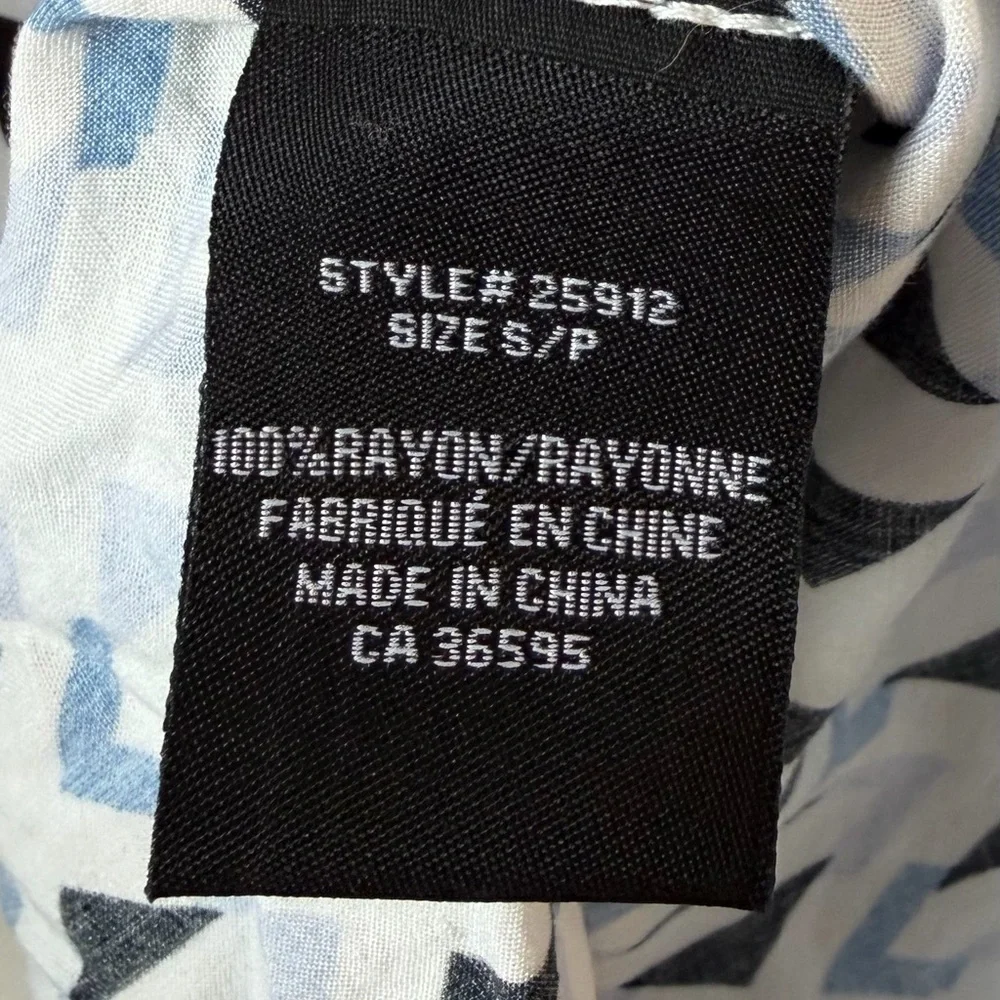 STYLE# 25912
SIZE S/P
100%RAYON/RAYONNE
FABRIQUÉ EN CHINE
MADE IN CHINA
CA 36595